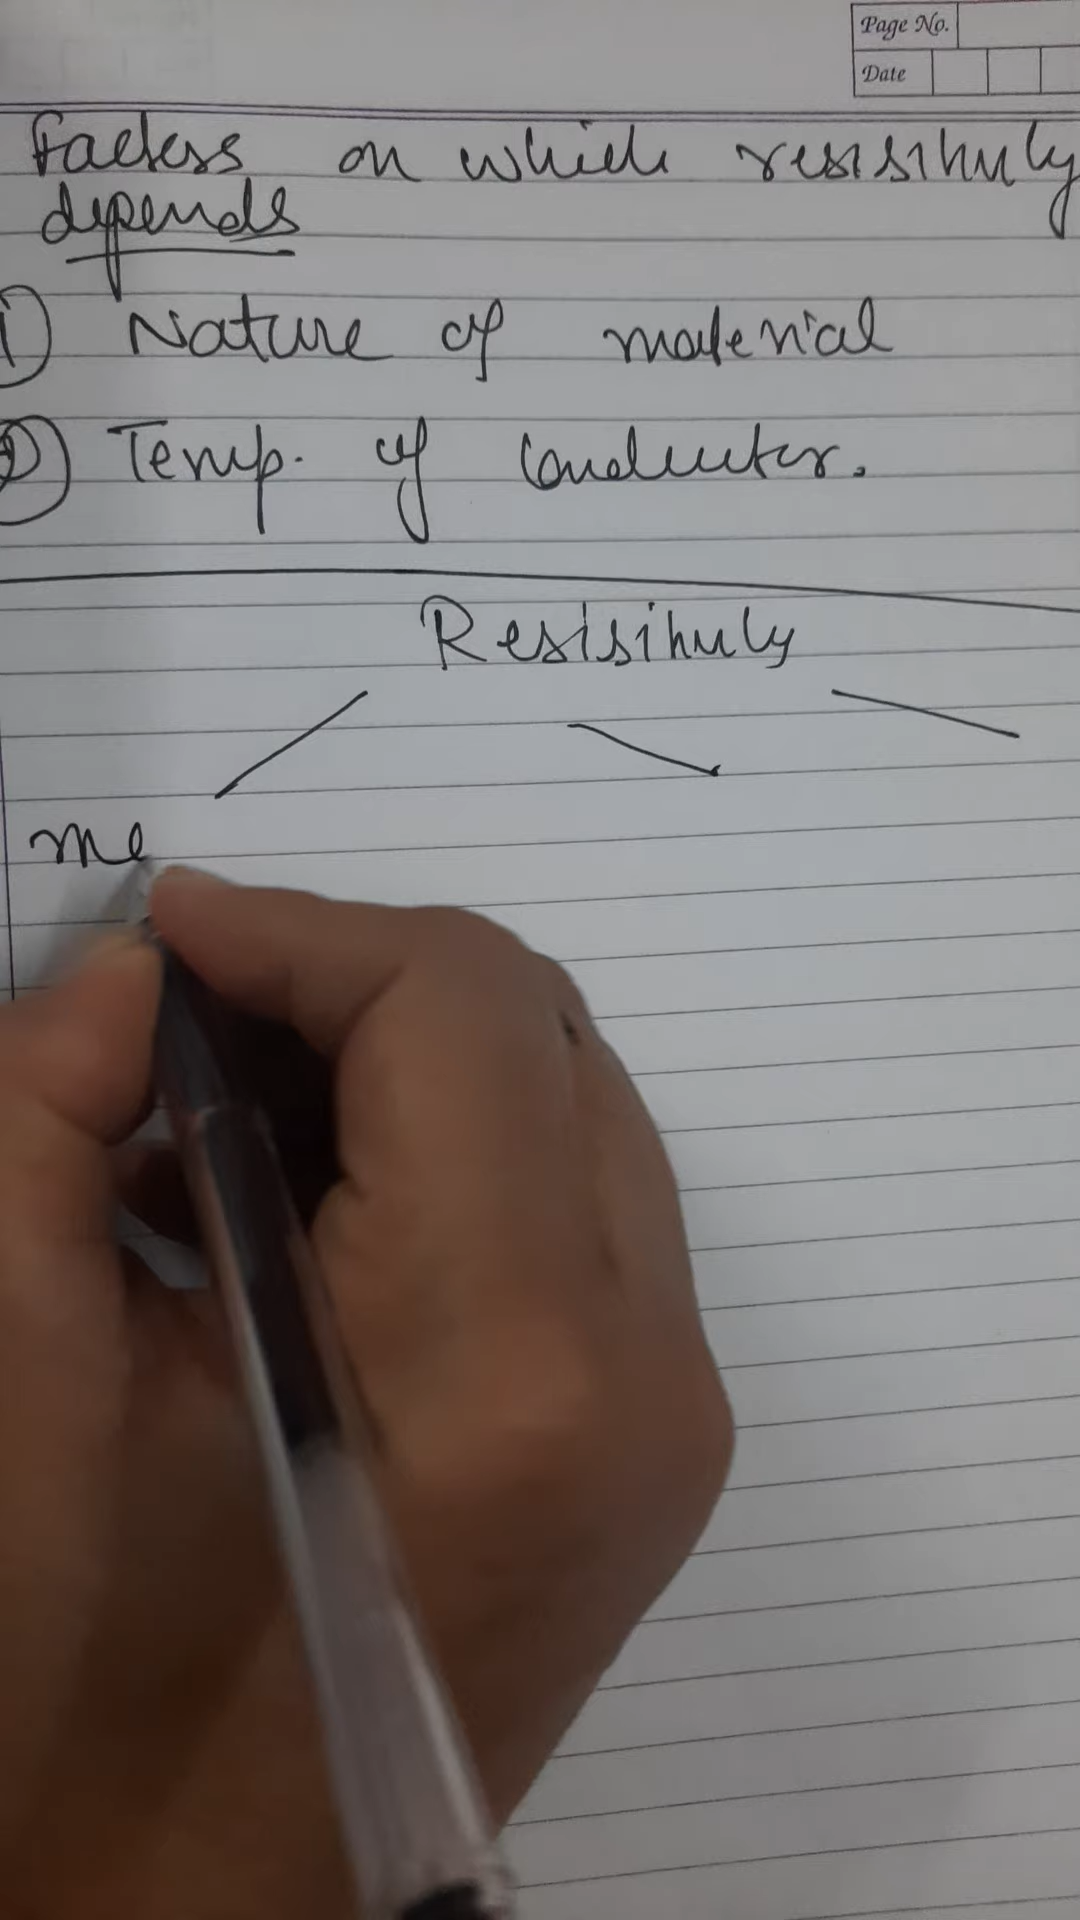 Page No.
Date
factors on which resistivity
depends
① Nature of material
② Temp. of conductor.
Resistivity
me